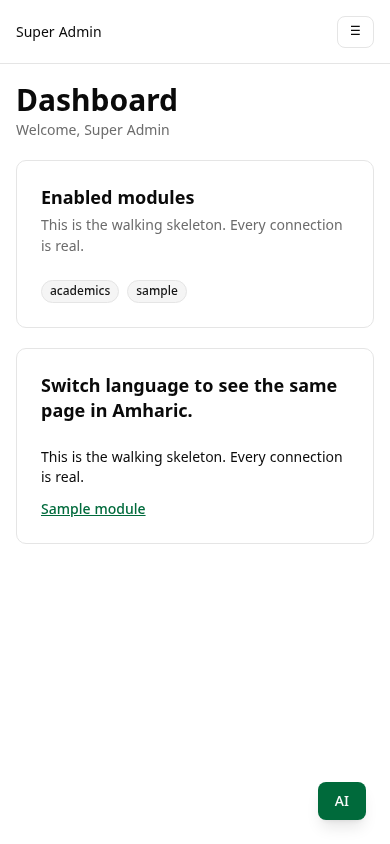 Super Admin
☰
Dashboard
Welcome, Super Admin
Enabled modules
This is the walking skeleton. Every connection
is real.
academics
sample
Switch language to see the same
page in Amharic.
This is the walking skeleton. Every connection
is real.
Sample module
AI